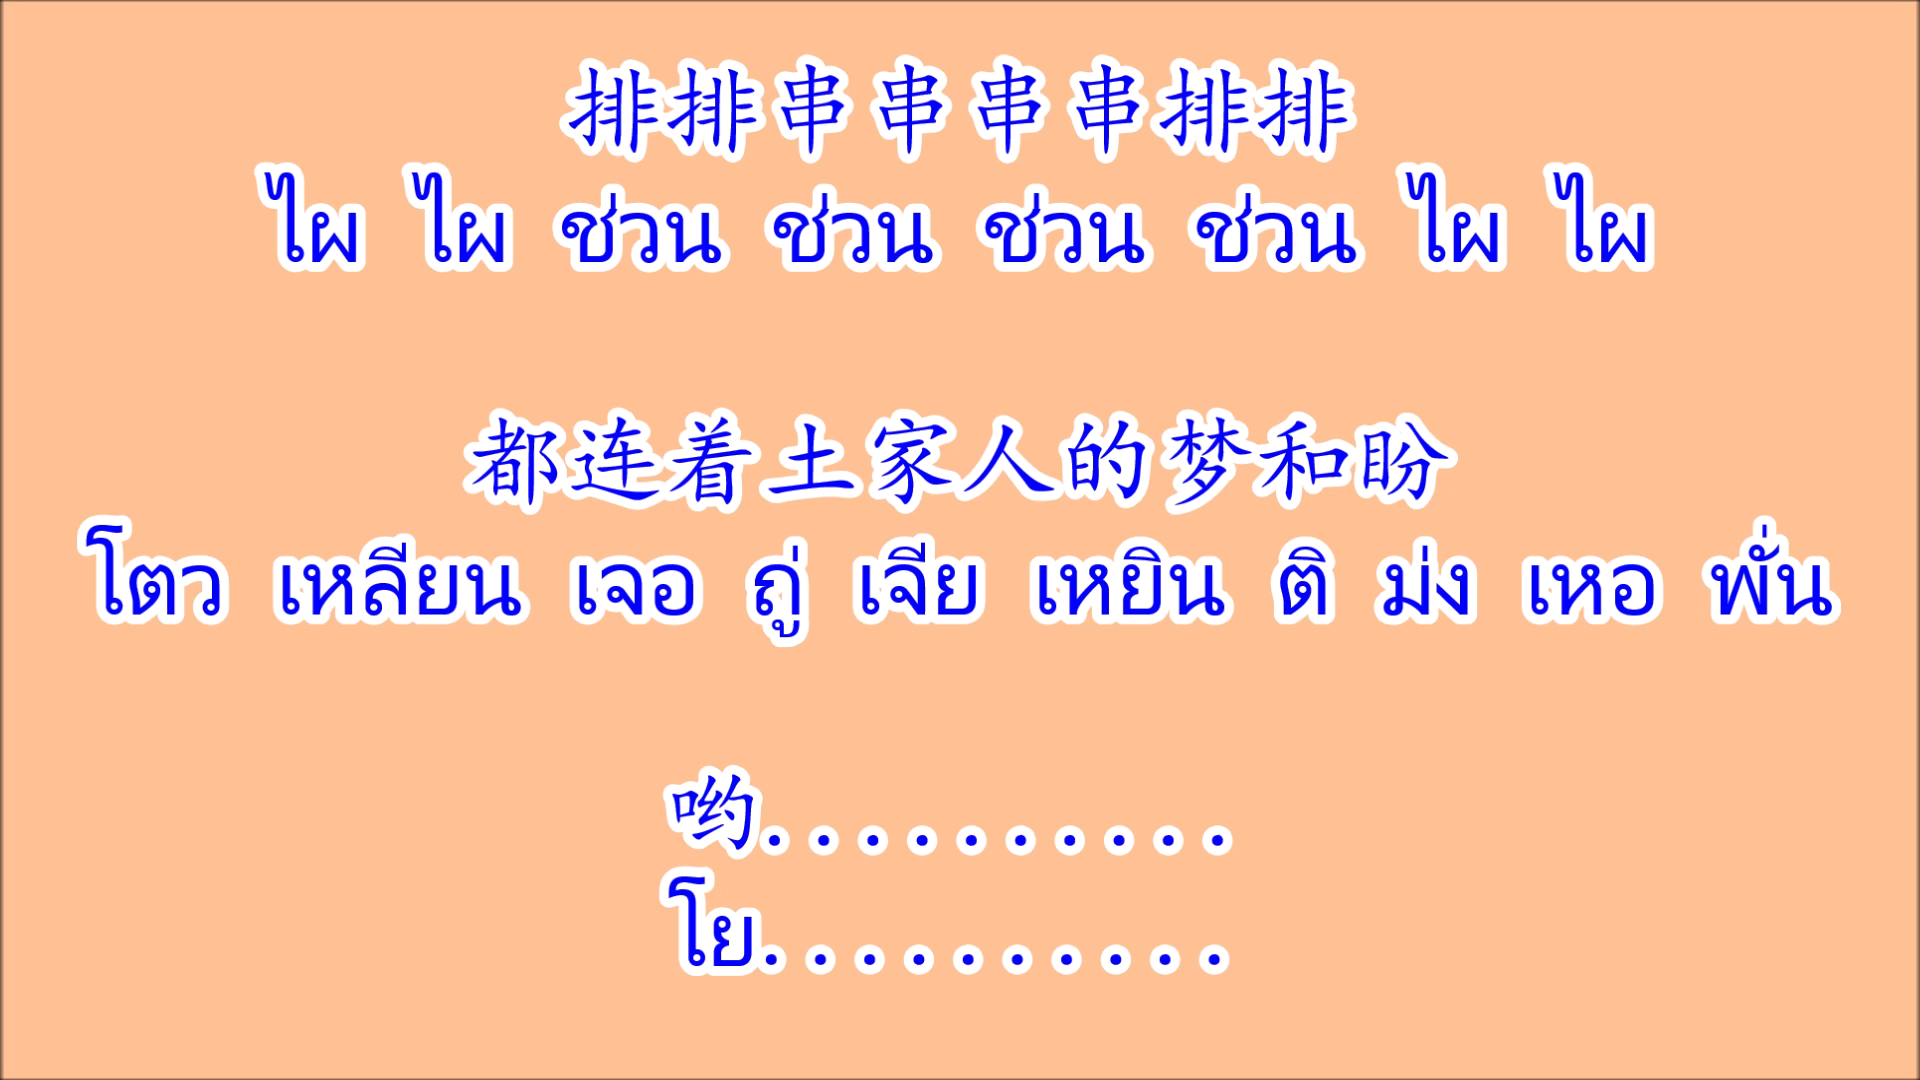 排排串串串串排排
ไผ ไผ ช่วน ช่วน ช่วน ช่วน ไผ ไผ
都连着土家人的梦和盼
โตว เหลียน เจอ ถู่ เจีย เหยิน ติ ม่ง เหอ พั่น
哟..........
โย..........